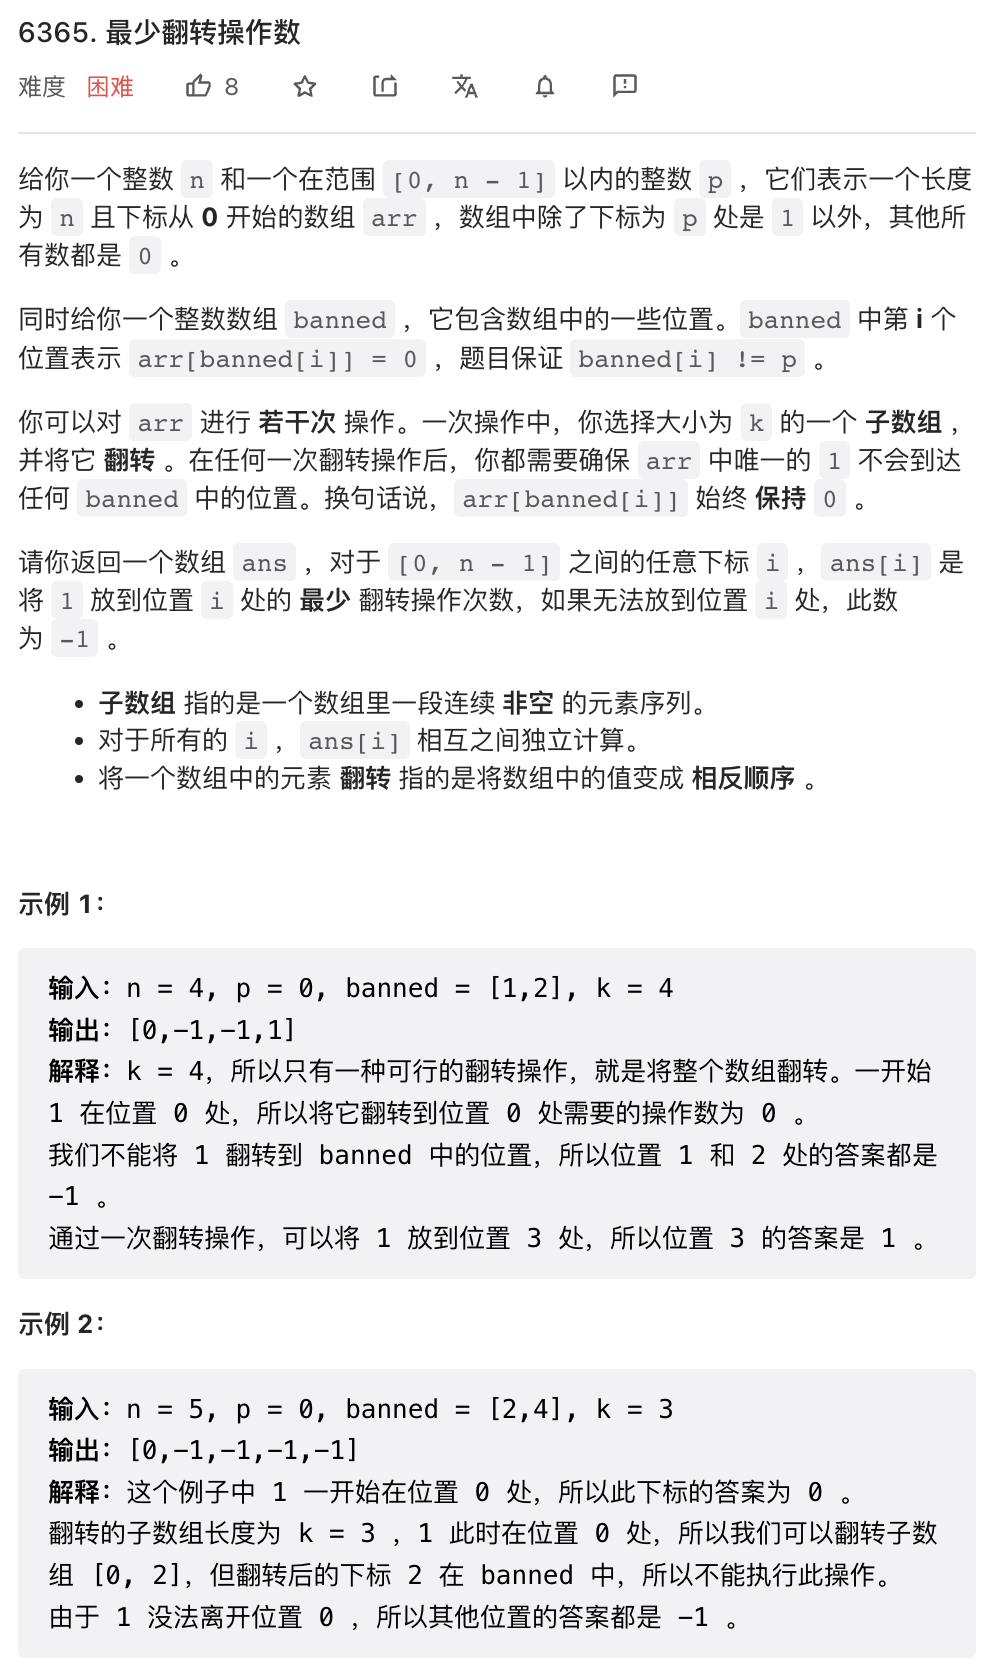 6365. 最少翻转操作数
难度 困难 8
给你一个整数 n 和一个在范围 [0, n - 1] 以内的整数 p ，它们表示一个长度
为 n 且下标从 0 开始的数组 arr ，数组中除了下标为 p 处是 1 以外，其他所
有数都是 0 。
同时给你一个整数数组 banned ，它包含数组中的一些位置。banned 中第 i 个
位置表示 arr[banned[i]] = 0 ，题目保证 banned[i] != p 。
你可以对 arr 进行 若干次 操作。一次操作中，你选择大小为 k 的一个 子数组 ，
并将它 翻转 。在任何一次翻转操作后，你都需要确保 arr 中唯一的 1 不会到达
任何 banned 中的位置。换句话说，arr[banned[i]] 始终 保持 0 。
请你返回一个数组 ans ，对于 [0, n - 1] 之间的任意下标 i ，ans[i] 是
将 1 放到位置 i 处的 最少 翻转操作次数，如果无法放到位置 i 处，此数
为 -1 。
• 子数组 指的是一个数组里一段连续 非空 的元素序列。
• 对于所有的 i ，ans[i] 相互之间独立计算。
• 将一个数组中的元素 翻转 指的是将数组中的值变成 相反顺序 。
示例 1：
输入：n = 4, p = 0, banned = [1,2], k = 4
输出：[0,-1,-1,1]
解释：k = 4，所以只有一种可行的翻转操作，就是将整个数组翻转。一开始
1 在位置 0 处，所以将它翻转到位置 0 处需要的操作数为 0 。
我们不能将 1 翻转到 banned 中的位置，所以位置 1 和 2 处的答案都是
-1 。
通过一次翻转操作，可以将 1 放到位置 3 处，所以位置 3 的答案是 1 。
示例 2：
输入：n = 5, p = 0, banned = [2,4], k = 3
输出：[0,-1,-1,-1,-1]
解释：这个例子中 1 一开始在位置 0 处，所以此下标的答案为 0 。
翻转的子数组长度为 k = 3 ，1 此时在位置 0 处，所以我们可以翻转子数
组 [0, 2]，但翻转后的下标 2 在 banned 中，所以不能执行此操作。
由于 1 没法离开位置 0 ，所以其他位置的答案都是 -1 。